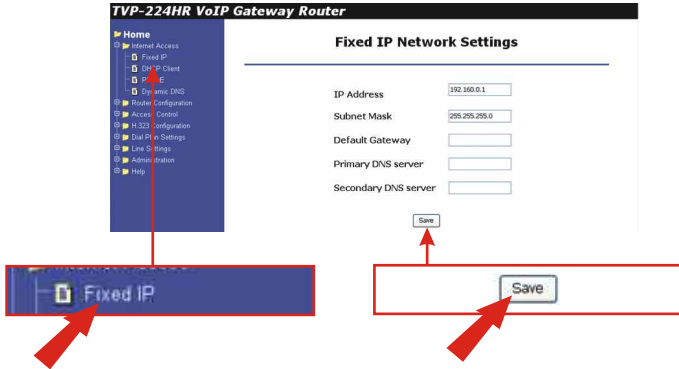 TVP-224HR VoIP Gateway Router
Home
Internet Access
Fixed IP
DHCP Client
Dynamic DNS
Router Configuration
Access Control
H.323 Configuration
Dial Plan Settings
Line Settings
Administration
Help
Fixed IP Network Settings
IP Address 192.160.0.1
Subnet Mask 255.255.255.0
Default Gateway
Primary DNS server
Secondary DNS server
Save
Fixed IP
Save